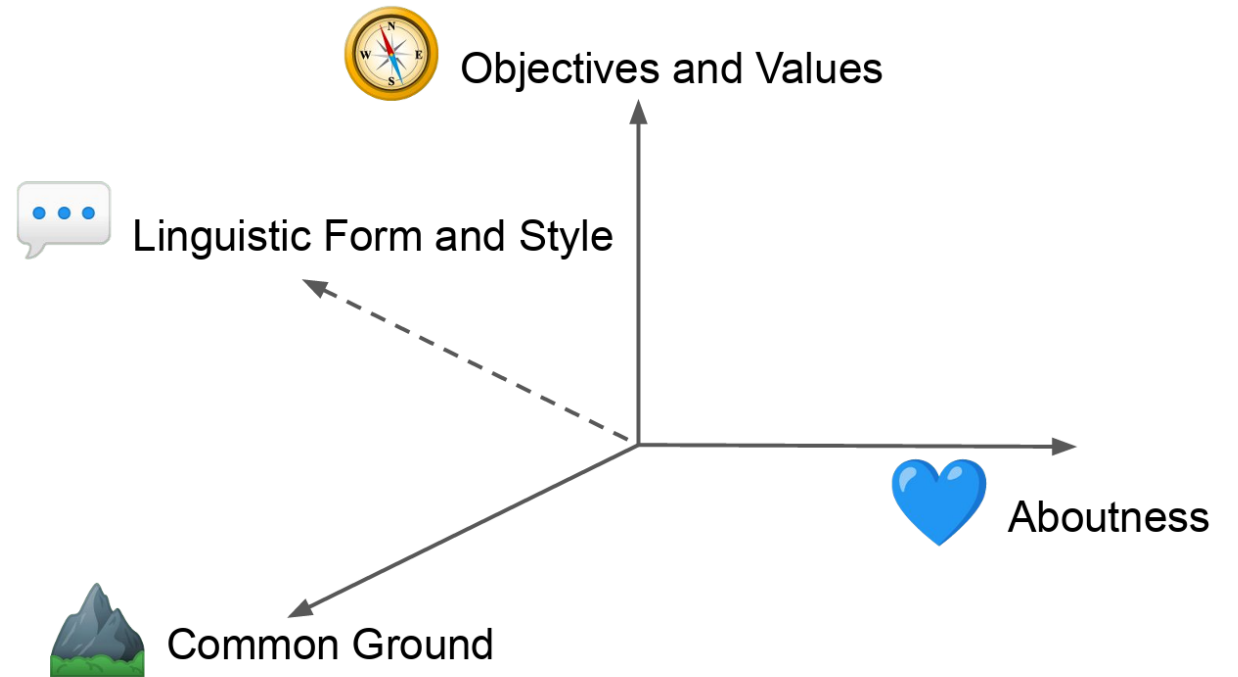 N
W E
S
Objectives and Values
Linguistic Form and Style
Aboutness
Common Ground